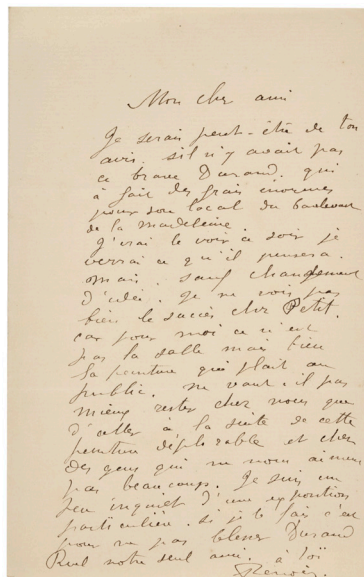 Mon cher ami
Je serais peut-être de ton
avis. s'il n'y avait pas
ce brave Durand. qui
à fait des frais enormes
pour son local du boulevard
de la Madeleine.
J'irai le voir ce soir je
verrai ce qu'il pensera.
mais. sauf changement
d'idée. je ne vois pas
bien le succès chez Petit.
car pour moi ce n'est
pas la salle mais bien
la peinture qui plait au
public. ne vaut-il pas
mieux rester chez nous que
d'aller à la suite de cette
peinture déplorable et chez
des gens qui ne nous aiment
pas beaucoup. Je suis un
peu inquiet d'une exposition
particulière. si je le fais c'est
pour ne pas blesser Durand
Ruel notre seul ami. à toi
Renoir.